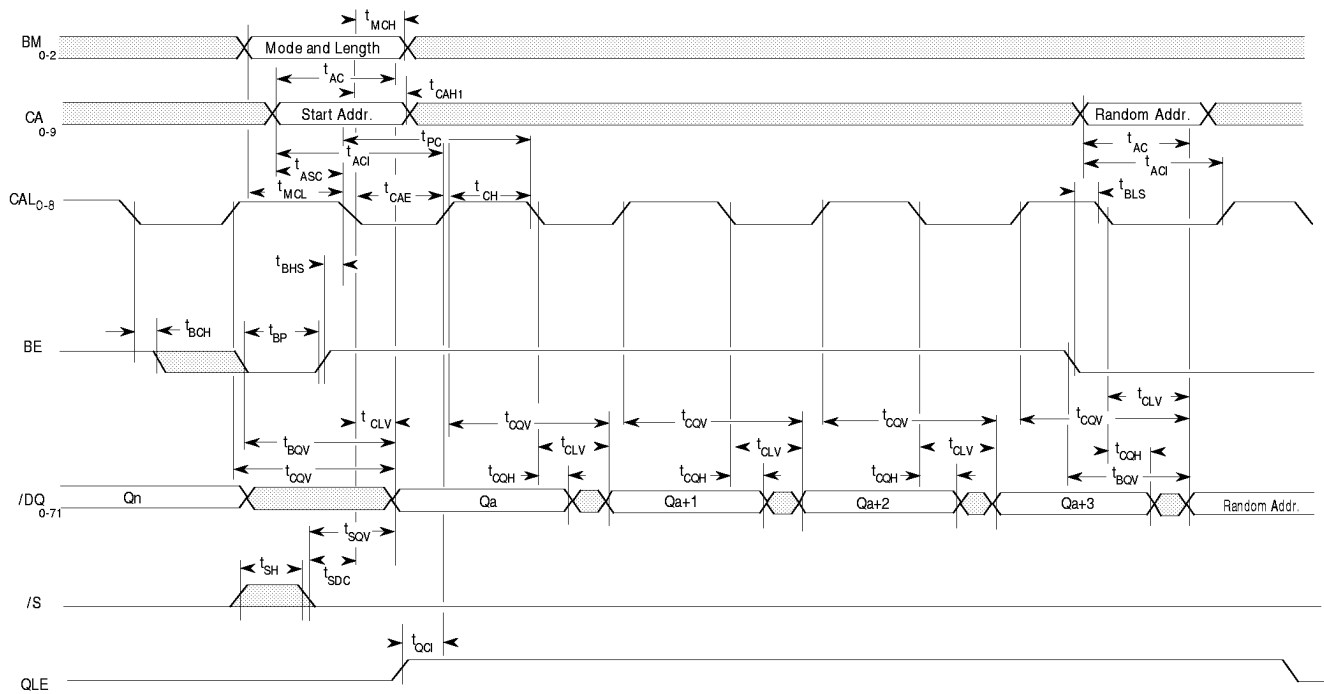 tMCH
BM0-2 Mode and Length
tAC
tCAH1
CA0-9 Start Addr. Random Addr.
tPC tAC
tACI tACI
tASC
tMCL tCAE tCH tBLS
CAL0-8
tBHS
tBCH tBP
BE
tCLV tCLV
tCQV tCQV tCQV tCQV
tBQV tCLV tCLV tCLV tCQH
tCQV tCQH tCQH tCQH tBQV
/DQ0-71 Qn Qa Qa+1 Qa+2 Qa+3 Random Addr.
tSQV
tSH tSDC
/S
tQCI
QLE